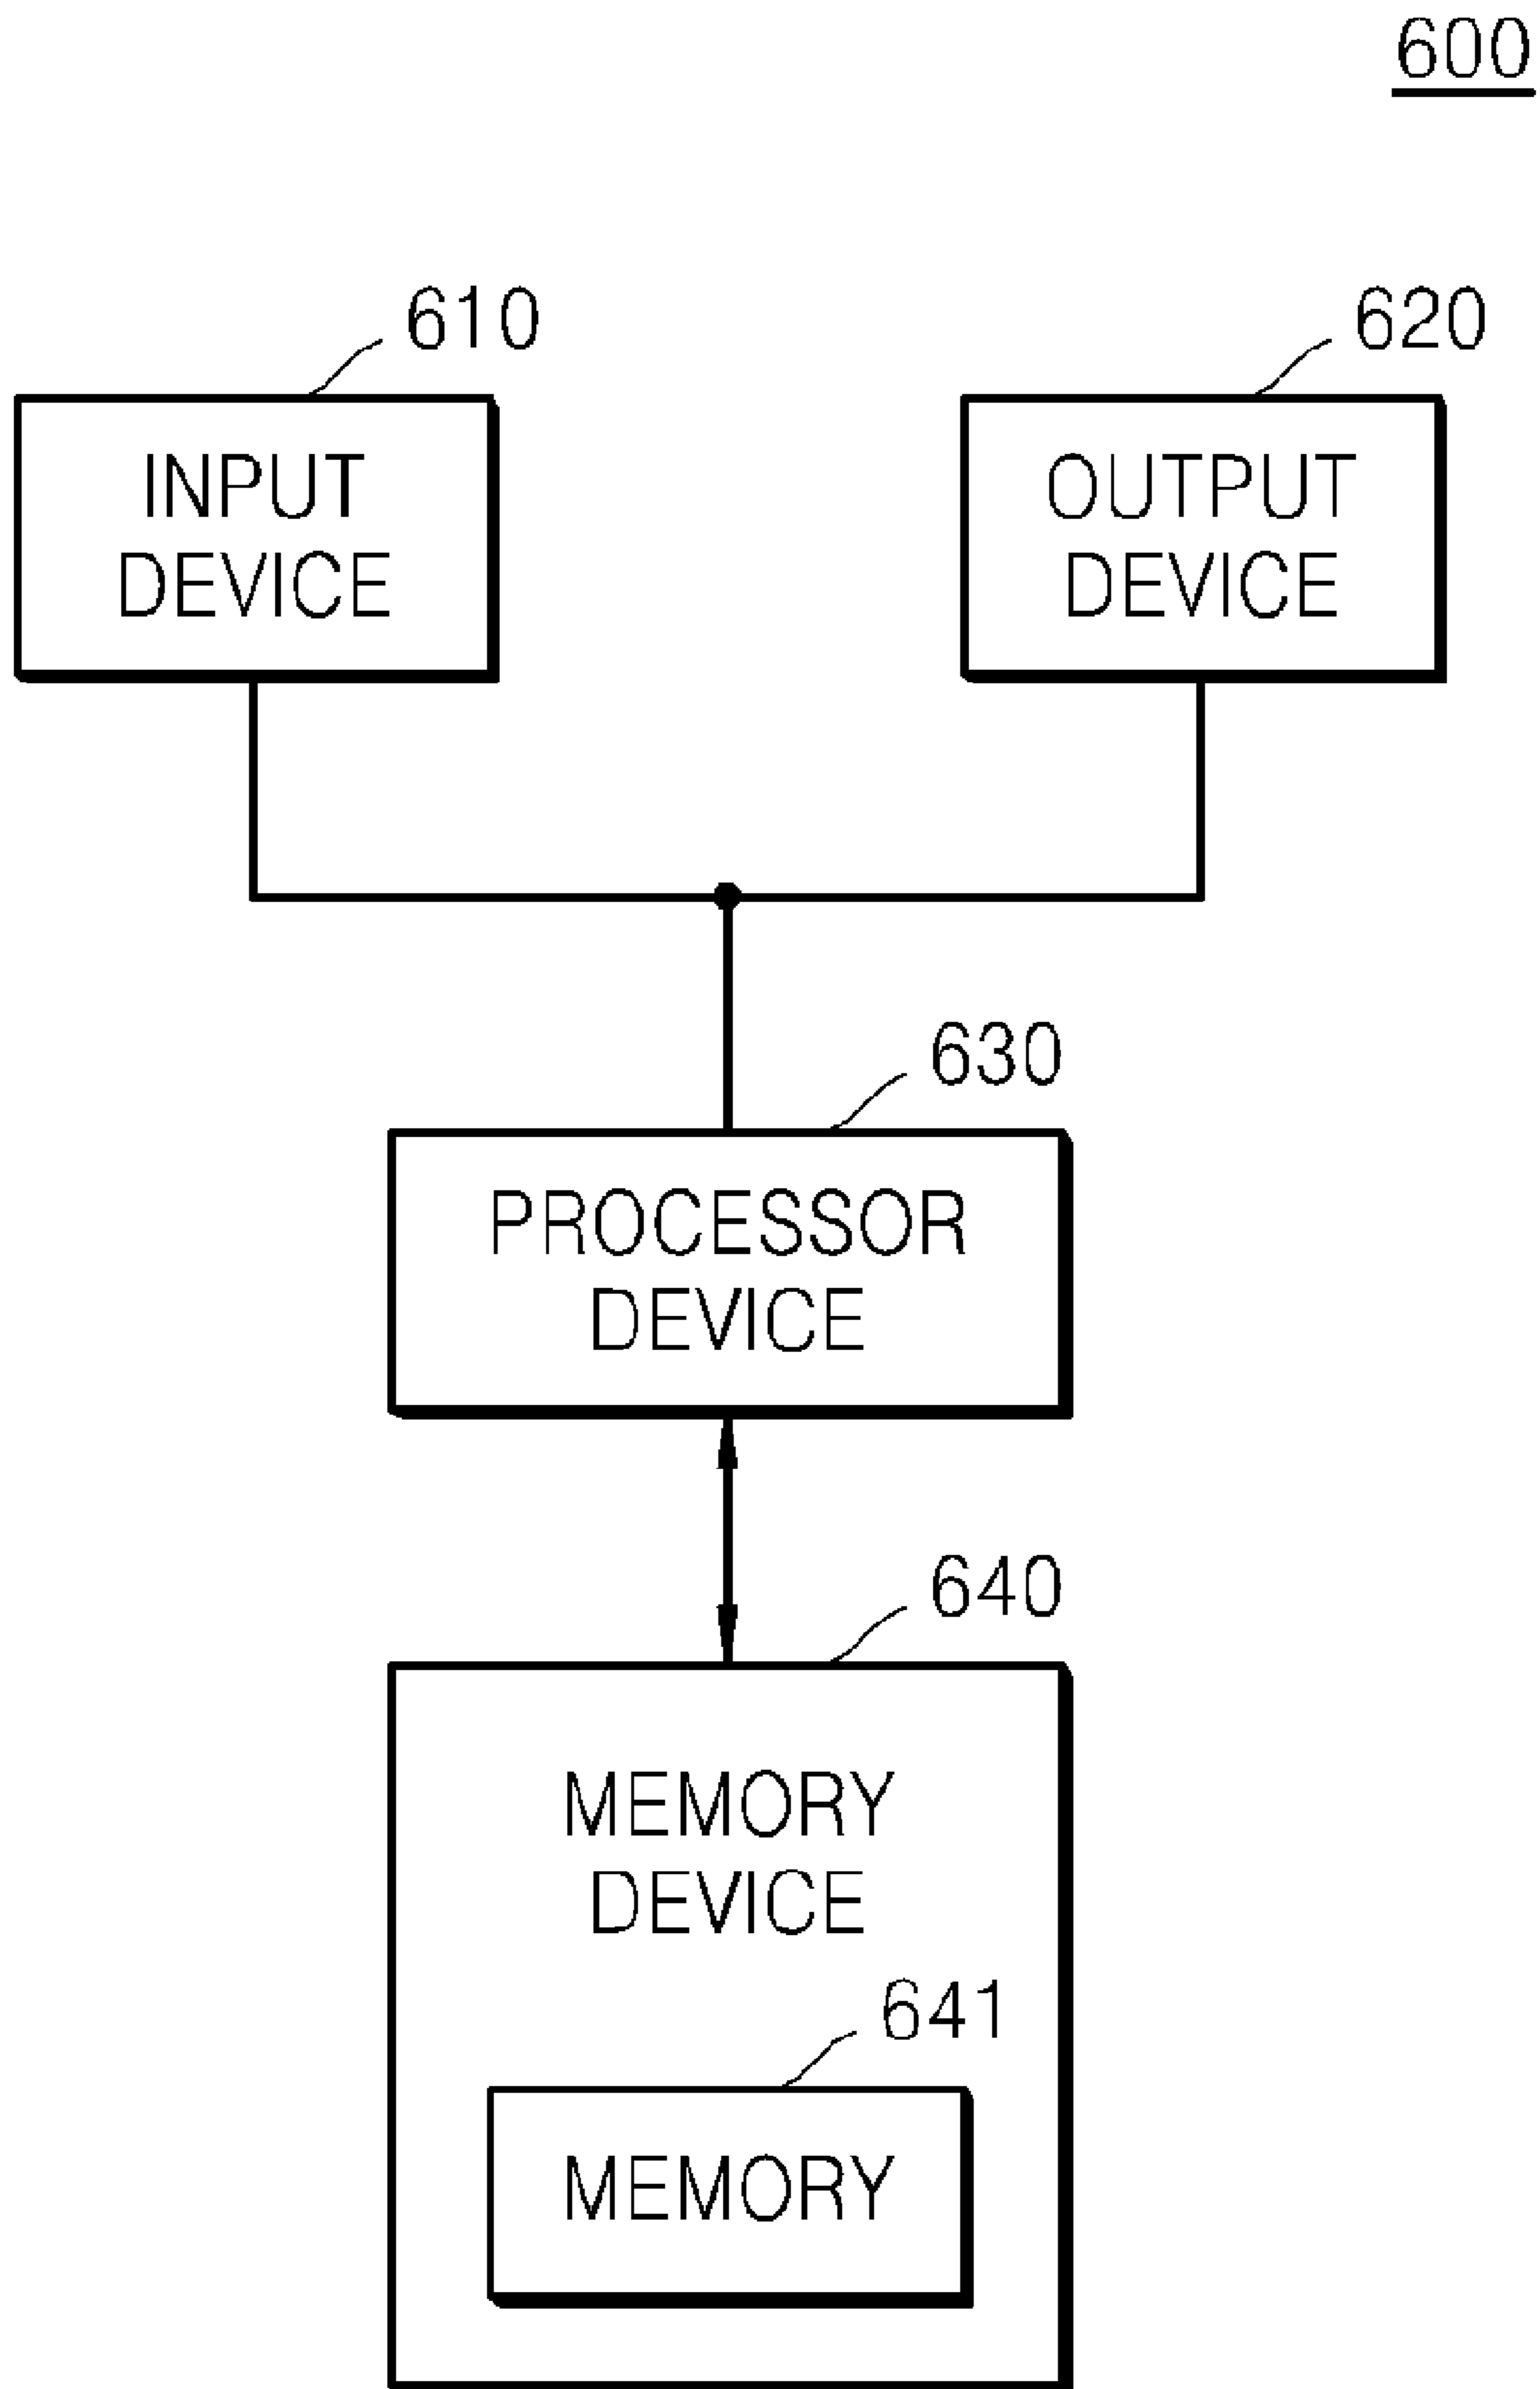 600
610
620
INPUT
DEVICE
OUTPUT
DEVICE
630
PROCESSOR
DEVICE
640
MEMORY
DEVICE
641
MEMORY